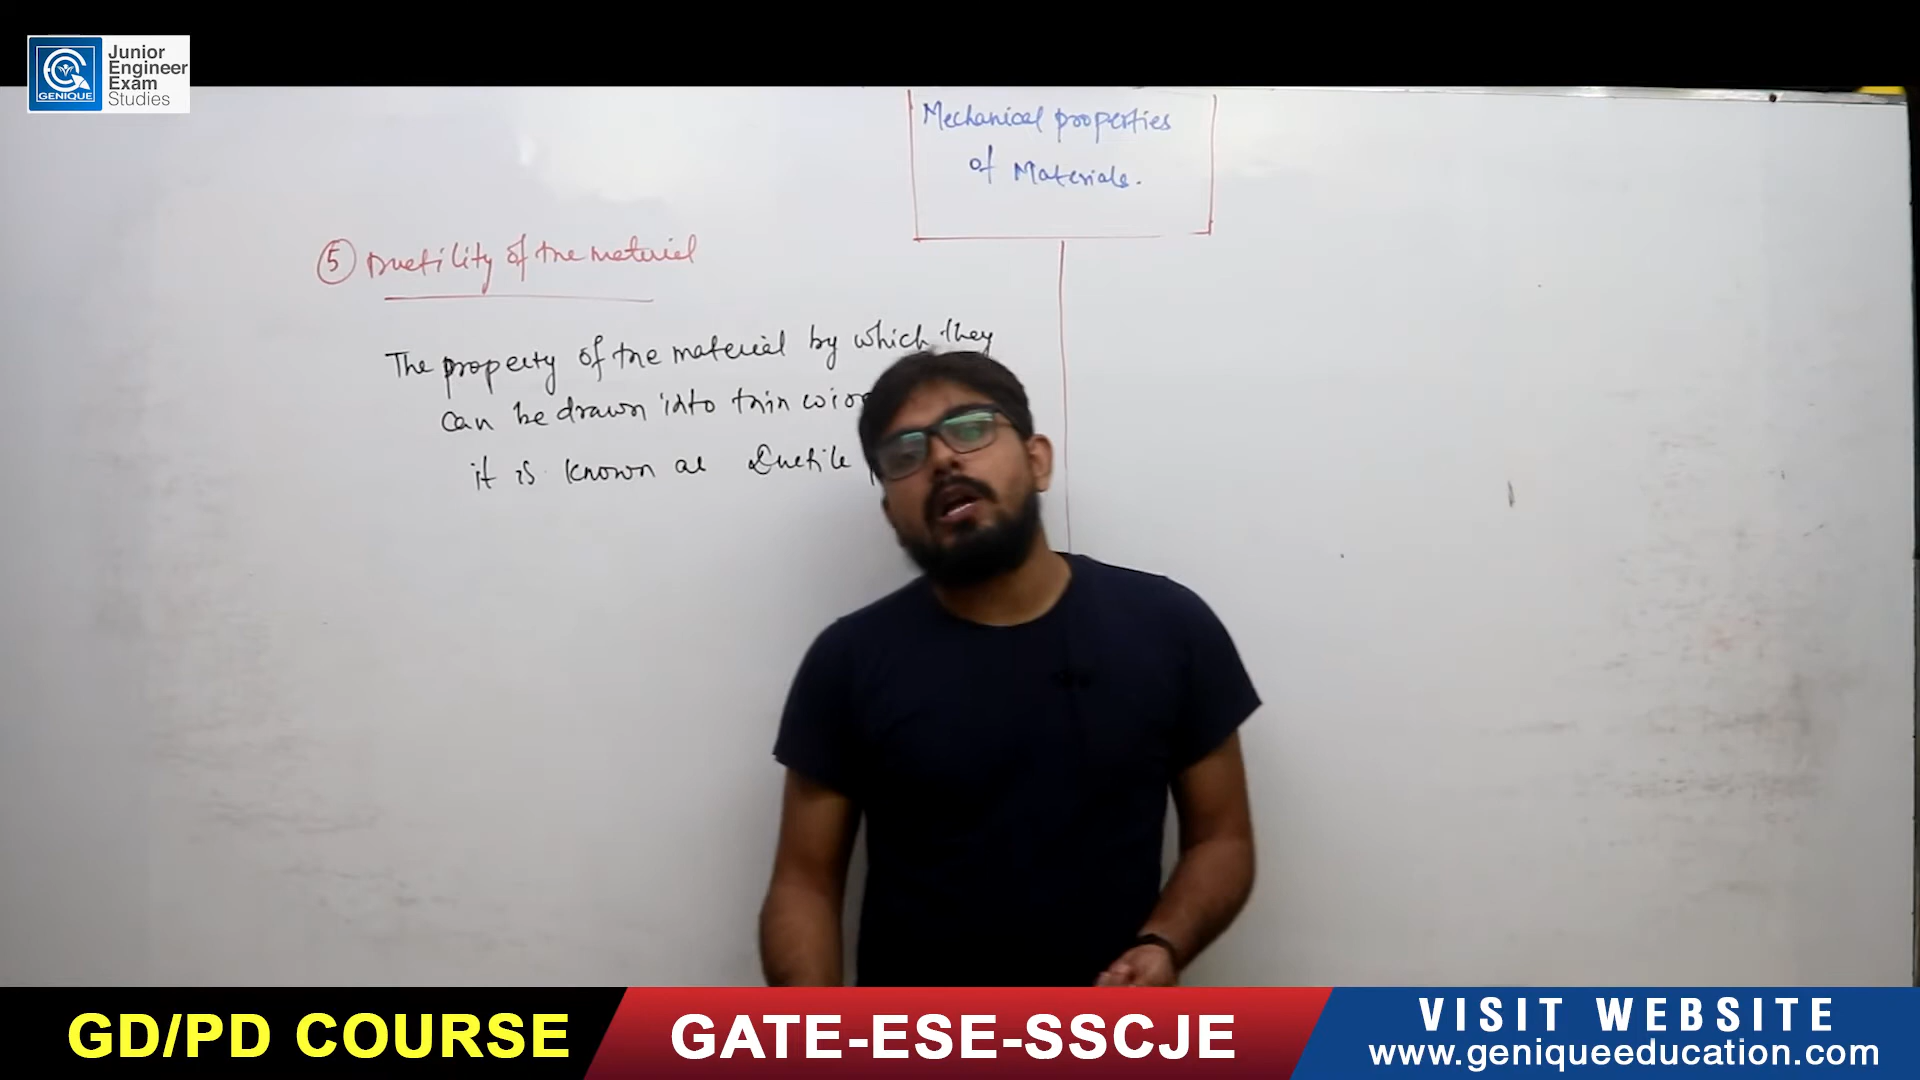 Junior
Engineer
Exam
Studies
GENIQUE
Mechanical properties
of Materials.
5 Ductility of the material
The property of the material by which they
can be drawn into thin
it is known as Ductile
GD/PD COURSE
GATE-ESE-SSCJE
VISIT WEBSITE
www.geniqueeducation.com